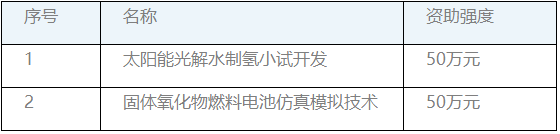 序号 名称 资助强度
1 太阳能光解水制氢小试开发 50万元
2 固体氧化物燃料电池仿真模拟技术 50万元